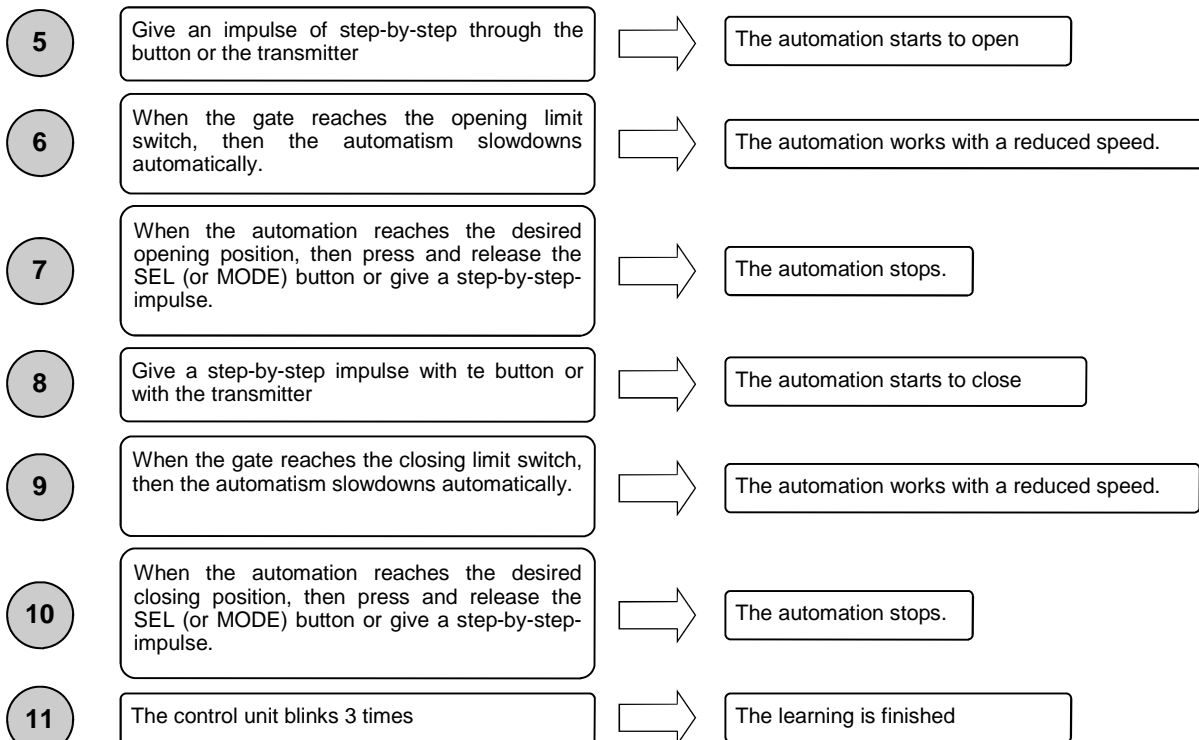 5
Give an impulse of step-by-step through the
button or the transmitter
The automation starts to open
6
When the gate reaches the opening limit
switch, then the automatism slowdowns
automatically.
The automation works with a reduced speed.
7
When the automation reaches the desired
opening position, then press and release the
SEL (or MODE) button or give a step-by-step-
impulse.
The automation stops.
8
Give a step-by-step impulse with te button or
with the transmitter
The automation starts to close
9
When the gate reaches the closing limit switch,
then the automatism slowdowns automatically.
The automation works with a reduced speed.
10
When the automation reaches the desired
closing position, then press and release the
SEL (or MODE) button or give a step-by-step-
impulse.
The automation stops.
11
The control unit blinks 3 times
The learning is finished